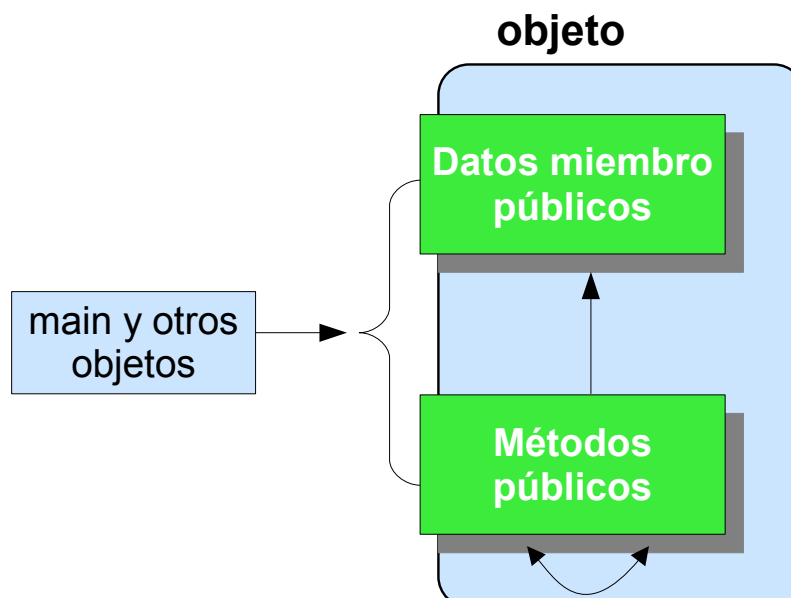 objeto
Datos miembro
públicos
main y otros
objetos
Métodos
públicos